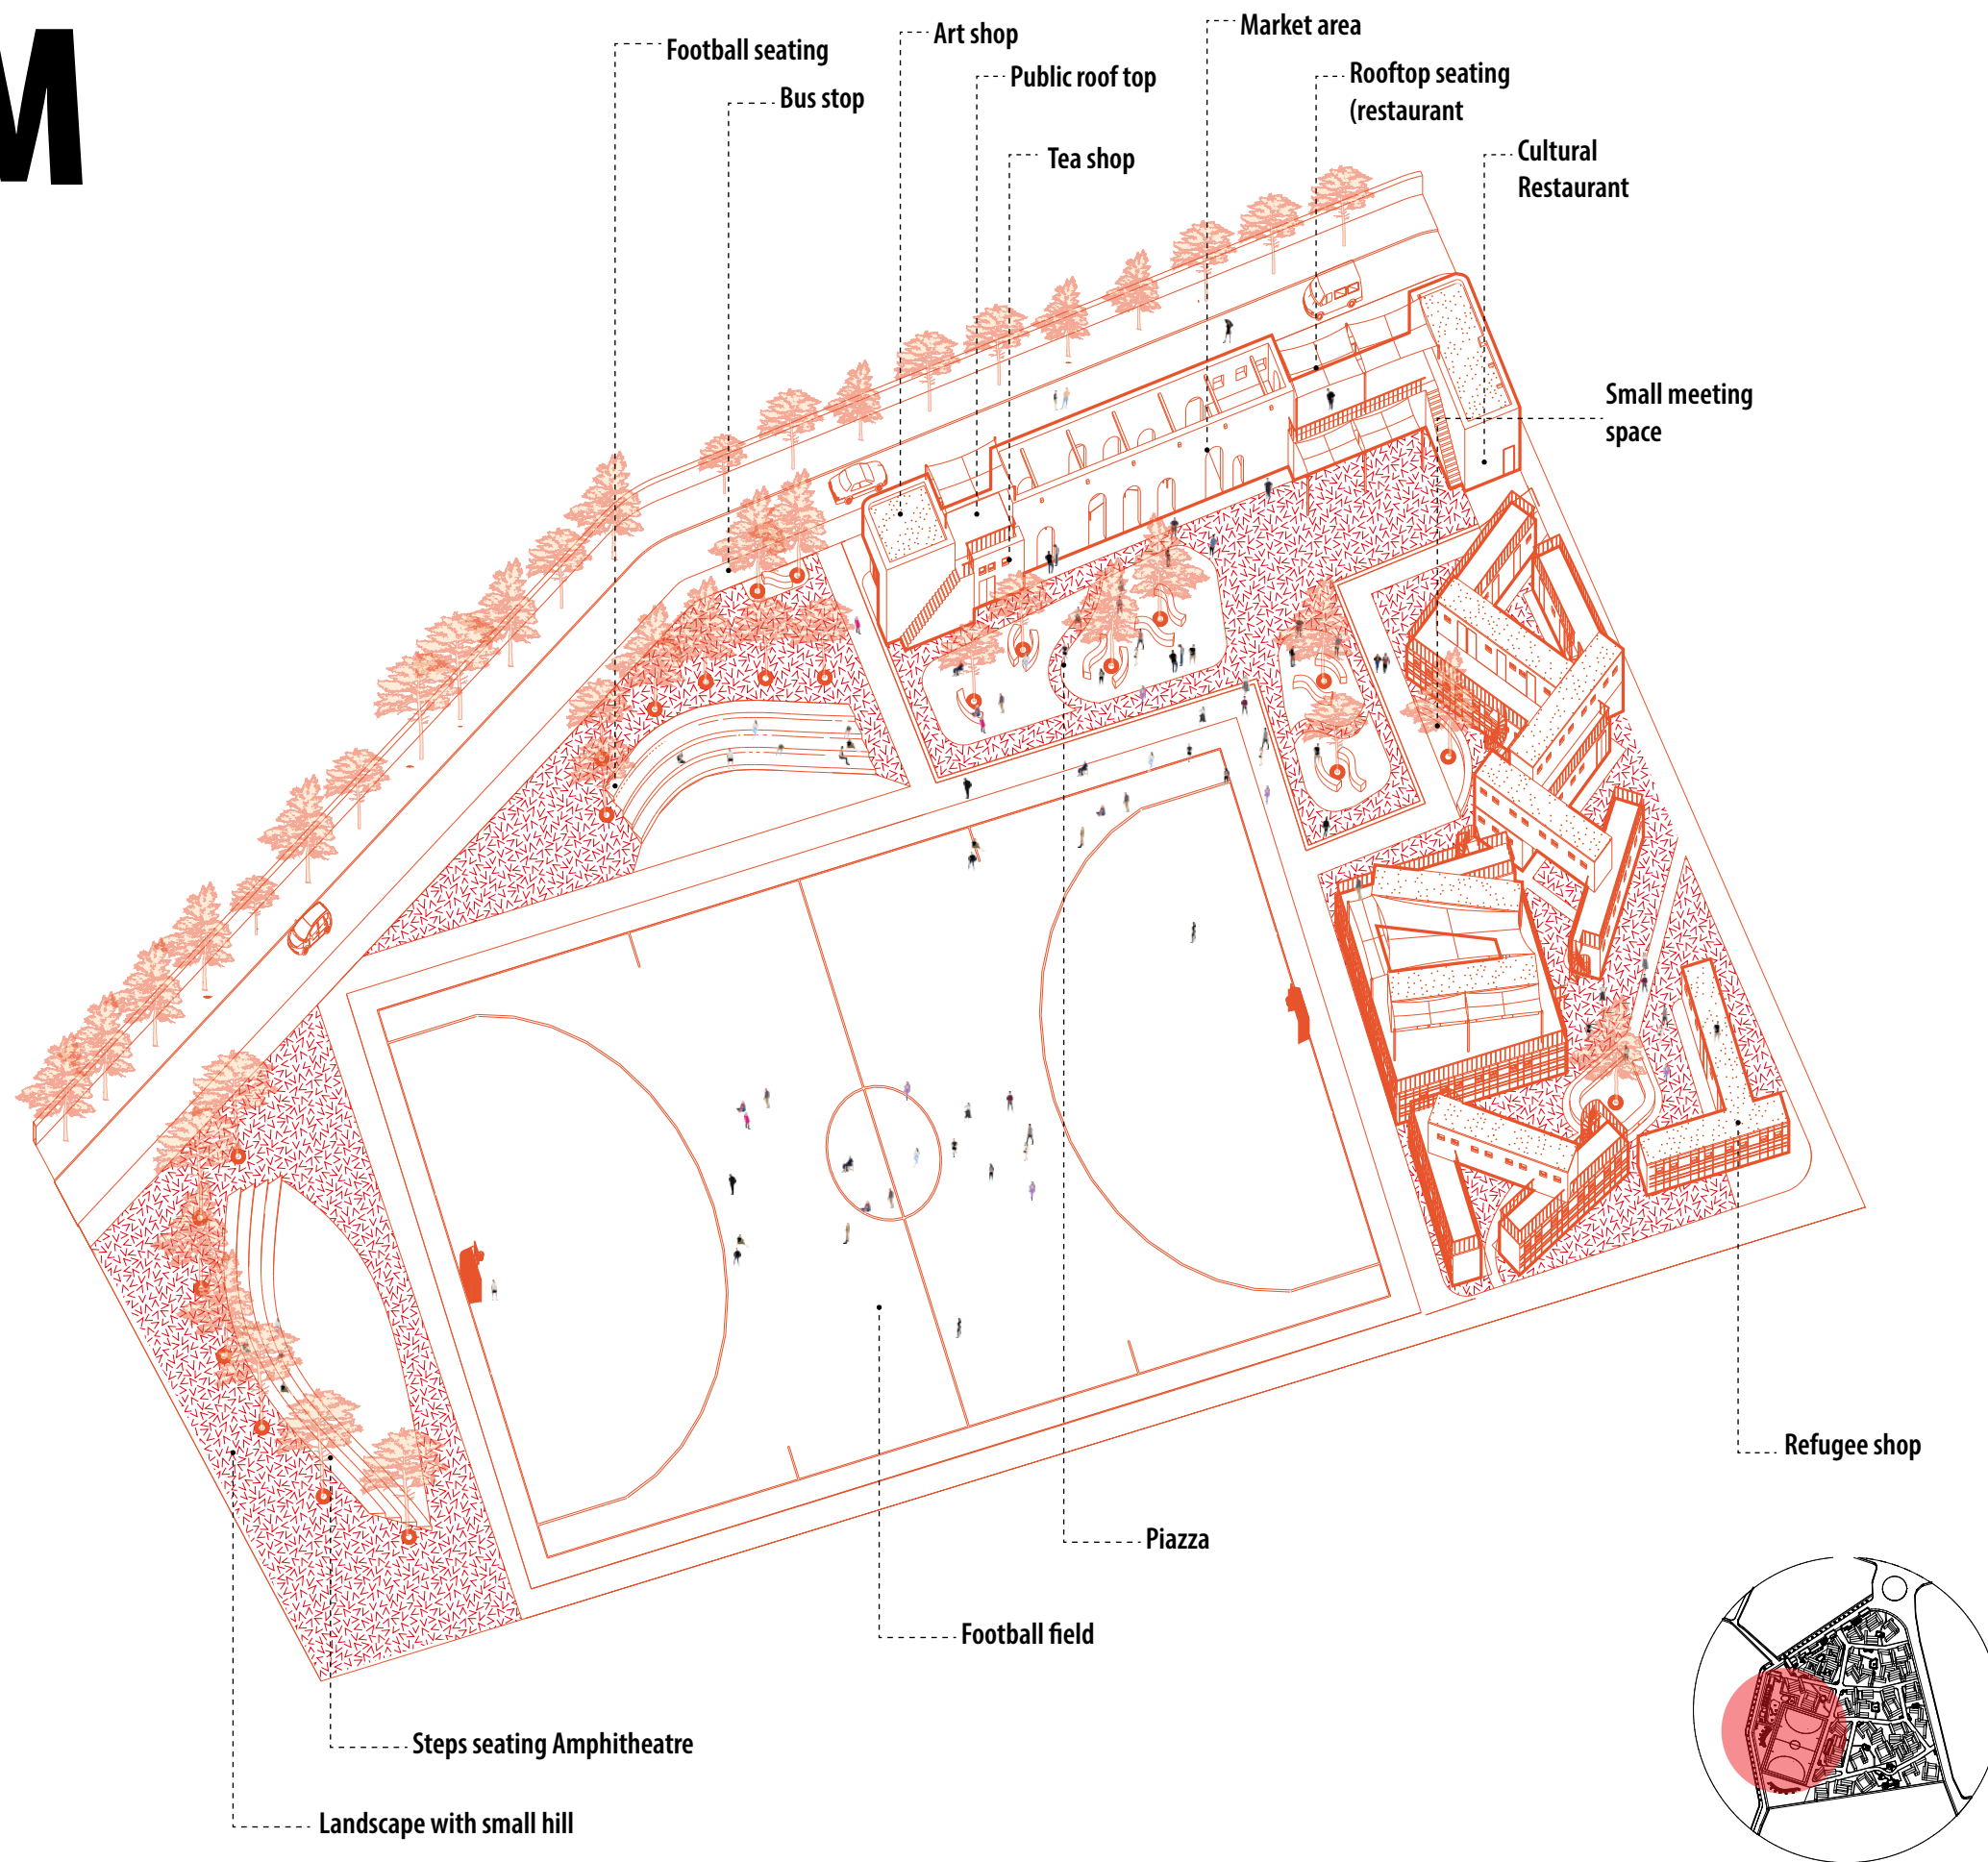 M
Football seating
Bus stop
Art shop
Public roof top
Tea shop
Market area
Rooftop seating
(restaurant
Cultural
Restaurant
Small meeting
space
Refugee shop
Piazza
Football field
Steps seating Amphitheatre
Landscape with small hill